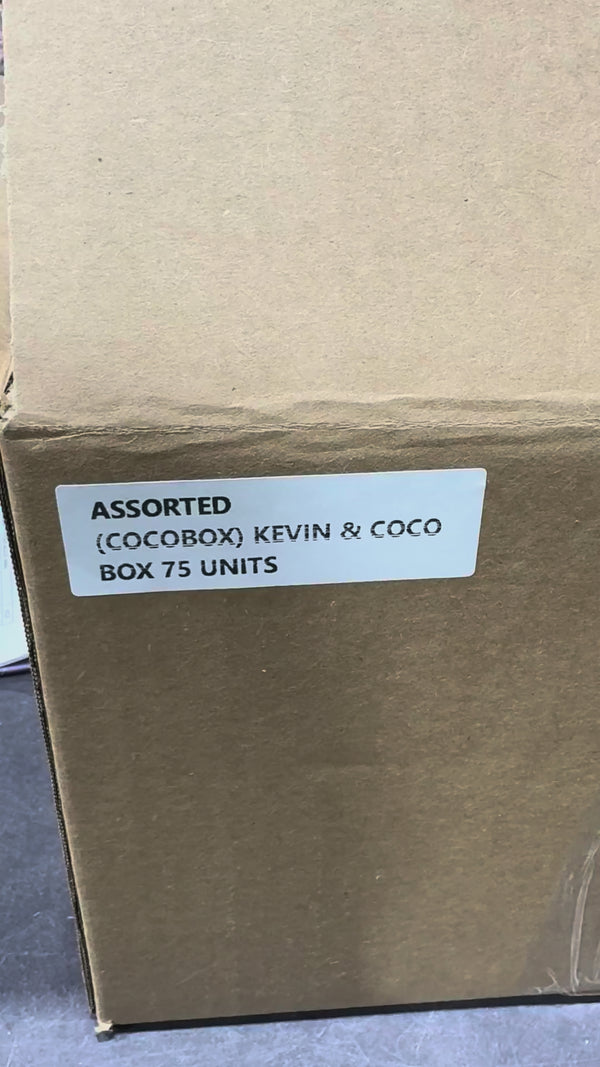 ASSORTED
(COCOBOX) KEVIN & COCO
BOX 75 UNITS